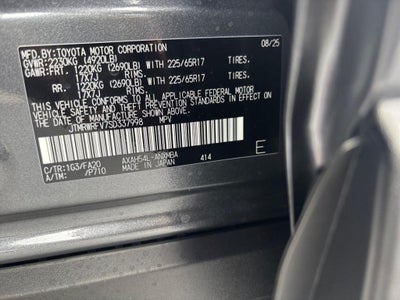 MFD.BY:TOYOTA MOTOR CORPORATION 08/25
GVWR:2230KG (4920LB)
GAWR:FRT. 1220KG (2690LB) WITH 225/65R17 TIRES.
17X7J RIMS.
RR. 1220KG (2690LB) WITH 225/65R17 TIRES.
17X7J RIMS.
THIS VEHICLE CONFORMS TO ALL APPLICABLE FEDERAL MOTOR
VEHICLE SAFETY STANDARDS IN EFFECT ON THE
DATE OF MANUFACTURE SHOWN ABOVE.
JTMRWRFV7SD337998 MPV
AXAH54L-ANXMBA
C/TR:1G3/FA20 MADE IN JAPAN 414
A/TM: /P710 E